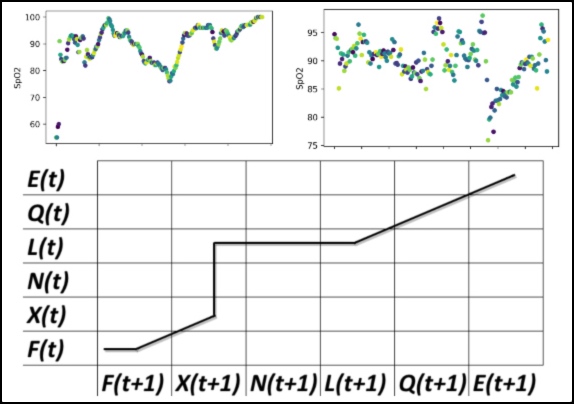 100
90
80
70
60
SpO2
95
90
85
80
75
SpO2
E(t)
Q(t)
L(t)
N(t)
X(t)
F(t)
F(t+1) X(t+1) N(t+1) L(t+1) Q(t+1) E(t+1)